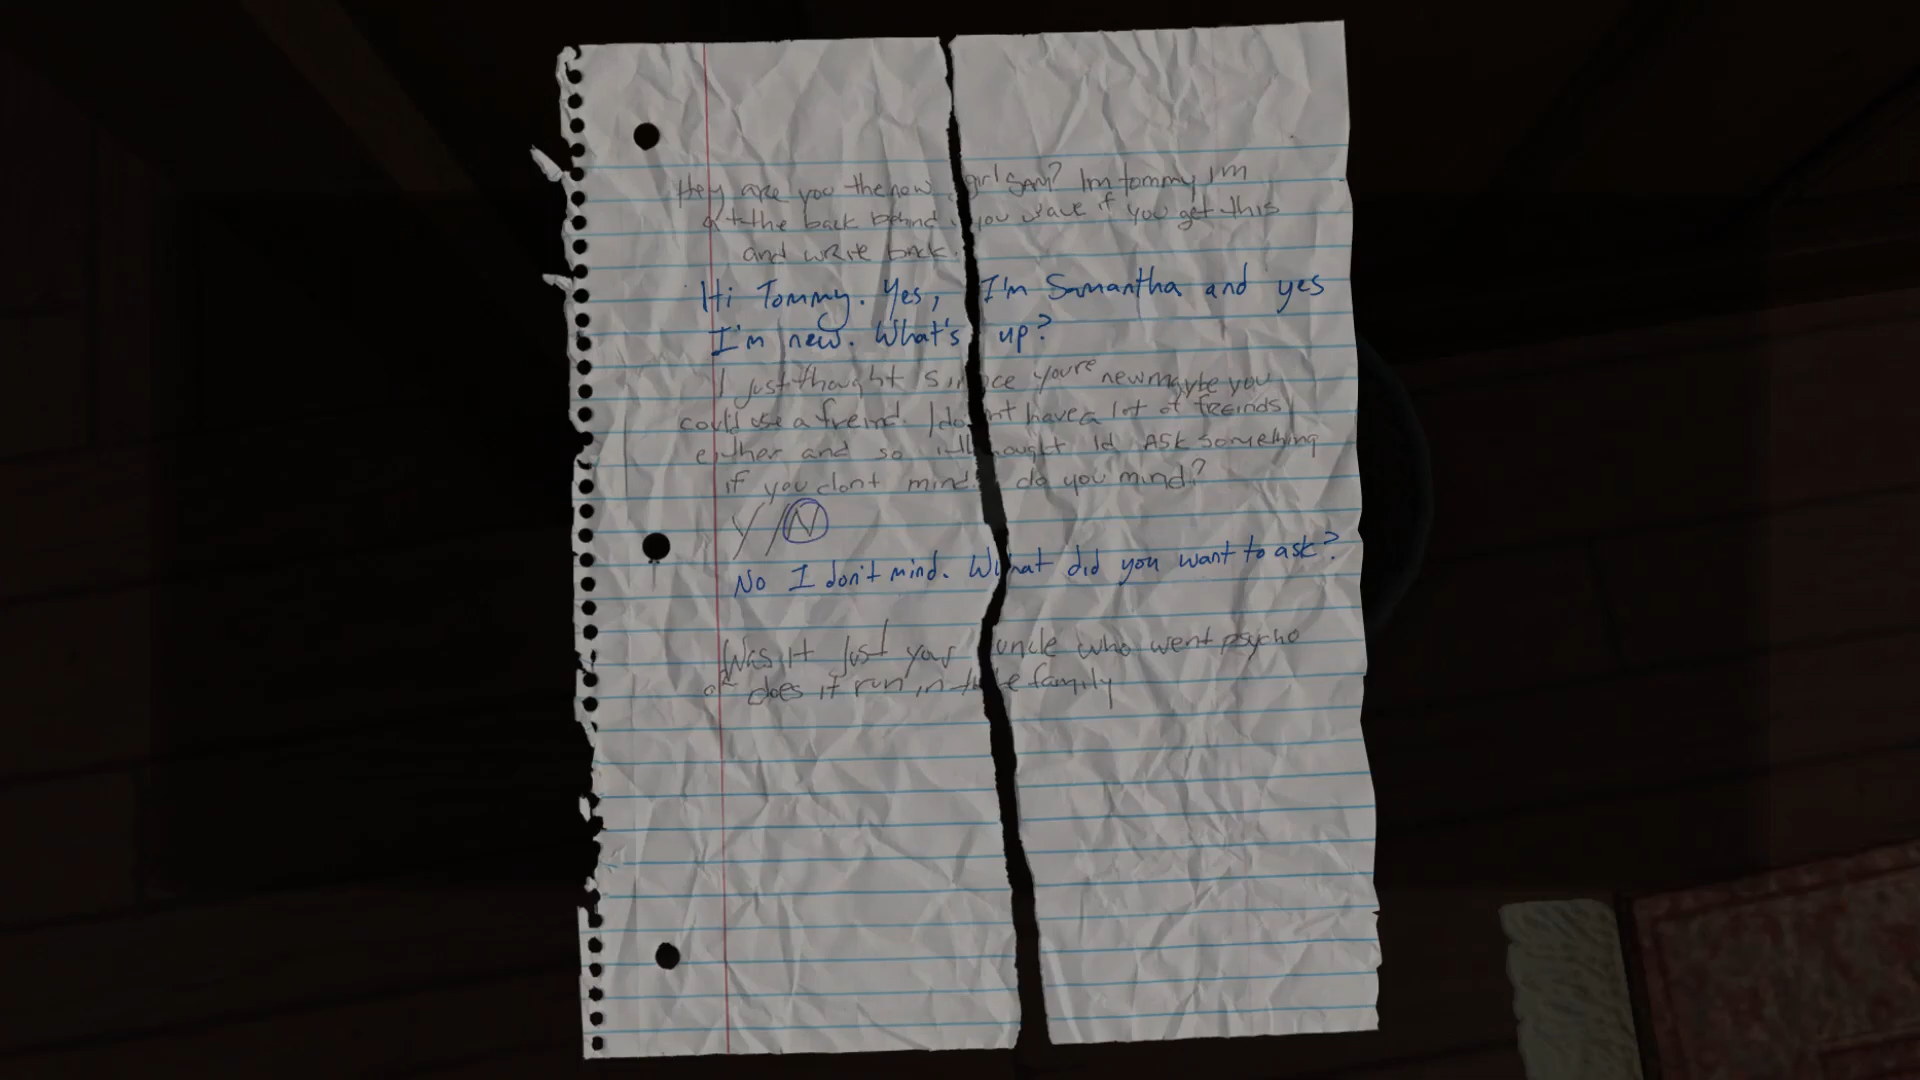 Hey are you the new girl Sam? Im tommy Im
at the back behind you wave if you get this
and write back.
Hi Tommy. Yes, I'm Samantha and yes
I'm new. What's up?
I just thought since youre new maybe you
could use a freind. I dont have a lot of freinds
either and so i thought Id ASk something
if you dont mind. do you mind?
Y/N
No I don't mind. What did you want to ask?
Was it just your uncle who went psycho
or does it run in the family